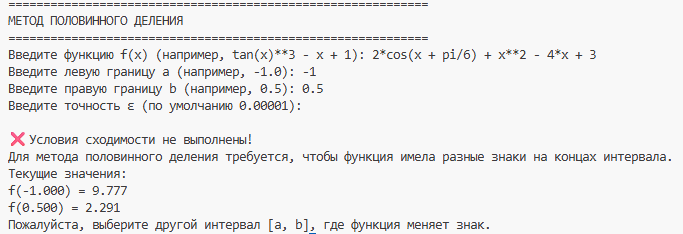 ============================================================
МЕТОД ПОЛОВИННОГО ДЕЛЕНИЯ
============================================================
Введите функцию f(x) (например, tan(x)**3 - x + 1): 2*cos(x + pi/6) + x**2 - 4*x + 3
Введите левую границу a (например, -1.0): -1
Введите правую границу b (например, 0.5): 0.5
Введите точность ε (по умолчанию 0.00001):
❌ Условия сходимости не выполнены!
Для метода половинного деления требуется, чтобы функция имела разные знаки на концах интервала.
Текущие значения:
f(-1.000) = 9.777
f(0.500) = 2.291
Пожалуйста, выберите другой интервал [a, b], где функция меняет знак.